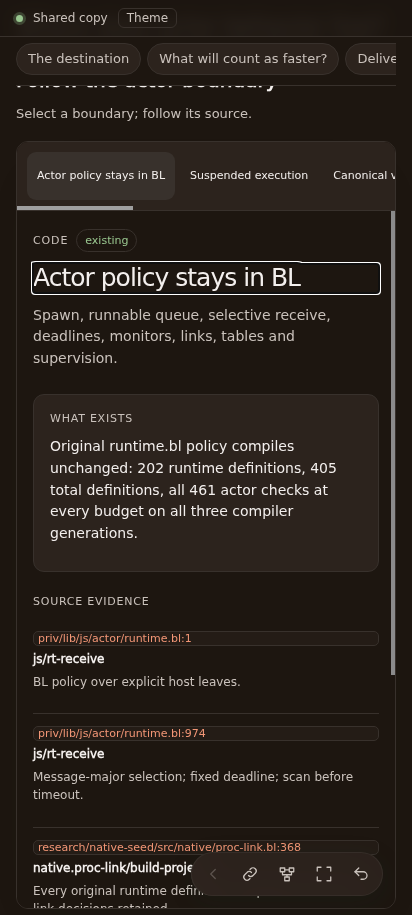 Shared copy
Theme
The destination
What will count as faster?
Delive
Follow the actor boundary
Select a boundary; follow its source.
Actor policy stays in BL
Suspended execution
Canonical v
CODE
existing
Actor policy stays in BL
Spawn, runnable queue, selective receive,
deadlines, monitors, links, tables and
supervision.
WHAT EXISTS
Original runtime.bl policy compiles
unchanged: 202 runtime definitions, 405
total definitions, all 461 actor checks at
every budget on all three compiler
generations.
SOURCE EVIDENCE
priv/lib/js/actor/runtime.bl:1
js/rt-receive
BL policy over explicit host leaves.
priv/lib/js/actor/runtime.bl:974
js/rt-receive
Message-major selection; fixed deadline; scan before
timeout.
research/native-seed/src/native/proc-link.bl:368
native.proc-link/build-proje
Every original runtime defin
link decisions retained